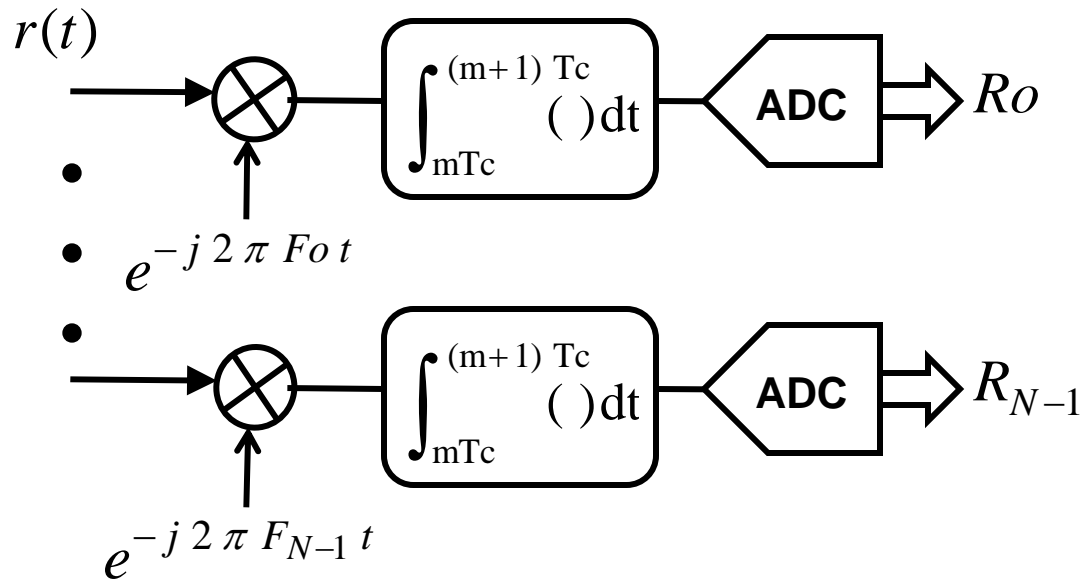 r(t)
∫ (m+1) Tc
( )dt
mTc
ADC
Ro
e^{-j 2 π Fo t}
∫ (m+1) Tc
( )dt
mTc
ADC
R_{N-1}
e^{-j 2 π F_{N-1} t}